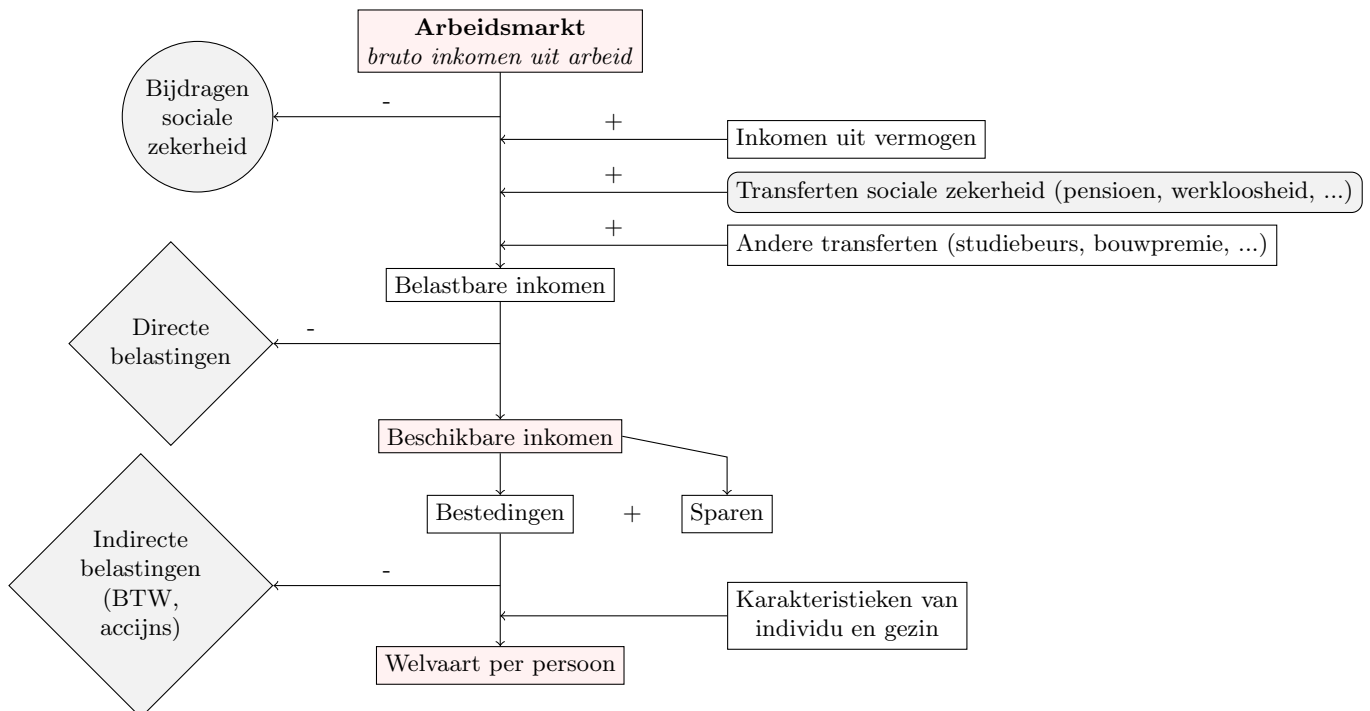 Arbeidsmarkt
bruto inkomen uit arbeid
Bijdragen
sociale
zekerheid
-
+
Inkomen uit vermogen
+
Transferten sociale zekerheid (pensioen, werkloosheid, ...)
+
Andere transferten (studiebeurs, bouwpremie, ...)
Belastbare inkomen
Directe
belastingen
-
Beschikbare inkomen
Bestedingen
+
Sparen
Indirecte
belastingen
(BTW,
accijns)
-
Karakteristieken van
individu en gezin
Welvaart per persoon